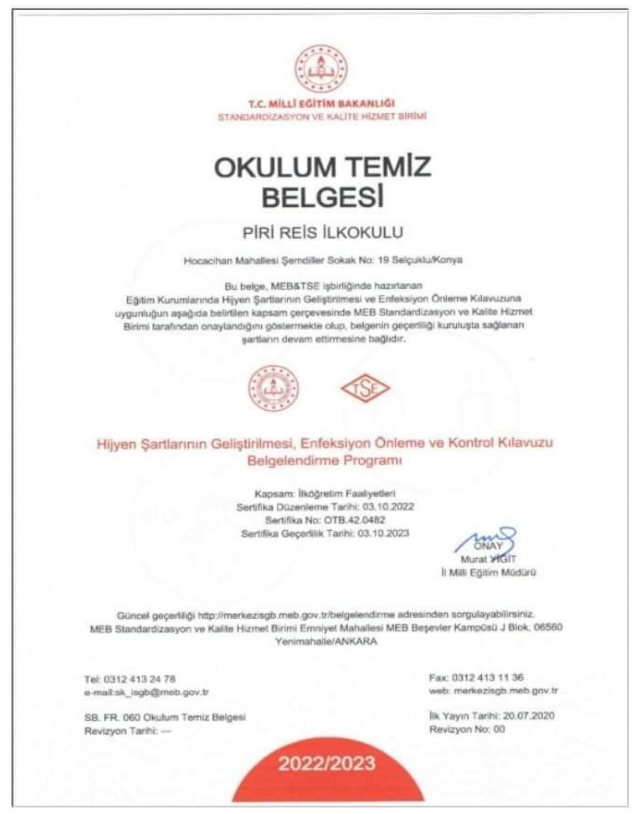 T.C. MİLLÎ EĞİTİM BAKANLIĞI
STANDARDİZASYON VE KALİTE HİZMET BİRİMİ
OKULUM TEMİZ
BELGESİ
PİRİ REİS İLKOKULU
Hocacihan Mahallesi Şemdiller Sokak No: 19 Selçuklu/Konya
Bu belge, MEB&TSE işbirliğinde hazırlanan
Eğitim Kurumlarında Hijyen Şartlarının Geliştirilmesi ve Enfeksiyon Önleme Kılavuzuna
uygunluğun aşağıda belirtilen kapsam çerçevesinde MEB Standardizasyon ve Kalite Hizmet
Birimi tarafından onaylandığını göstermekte olup, belgenin geçerliliği kuruluşta sağlanan
şartların devam ettirmesine bağlıdır.
TSE
Hijyen Şartlarının Geliştirilmesi, Enfeksiyon Önleme ve Kontrol Kılavuzu
Belgelendirme Programı
Kapsam: İlköğretim Faaliyetleri
Sertifika Düzenleme Tarihi: 03.10.2022
Sertifika No: OTB.42.0482
Sertifika Geçerlilik Tarihi: 03.10.2023
ONAY
Murat YİĞİT
İl Milli Eğitim Müdürü
Güncel geçerliliği http://merkezisgb.meb.gov.tr/belgelendirme adresinden sorgulayabilirsiniz.
MEB Standardizasyon ve Kalite Hizmet Birimi Emniyet Mahallesi MEB Beşevler Kampüsü J Blok, 06560
Yenimahalle/ANKARA
Tel: 0312 413 24 78
e-mail:sk_isgb@meb.gov.tr
Fax: 0312 413 11 36
web: merkezisgb.meb.gov.tr
SB. FR. 060 Okulum Temiz Belgesi
Revizyon Tarihi: ---
İlk Yayın Tarihi: 20.07.2020
Revizyon No: 00
2022/2023